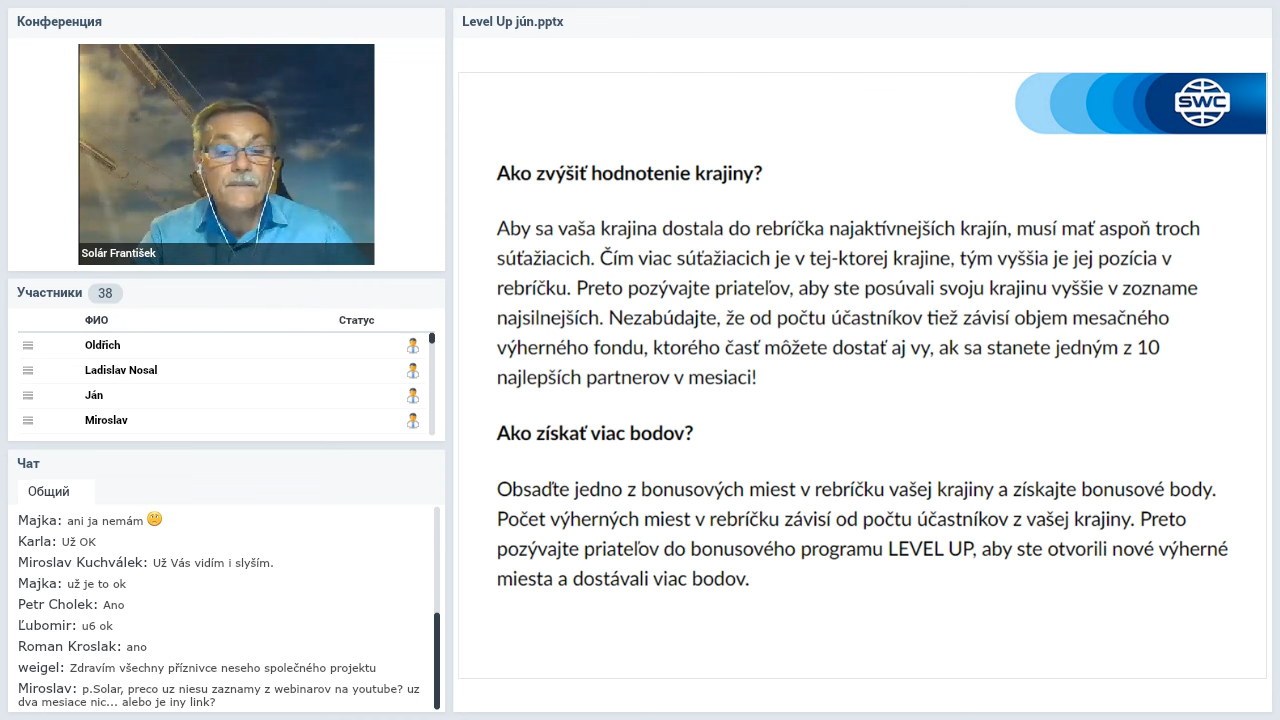 Конференция
Solár František
Участники 38
ФИО Статус
Oldřich
Ladislav Nosal
Ján
Miroslav
Чат
Общий
Majka: ani ja nemám
Karla: Už OK
Miroslav Kuchválek: Už Vás vidím i slyším.
Majka: už je to ok
Petr Cholek: Ano
Ľubomir: u6 ok
Roman Kroslak: ano
weigel: Zdravím všechny příznivce neseho společného projektu
Miroslav: p.Solar, preco uz niesu zaznamy z webinarov na youtube? uz
dva mesiace nic... alebo je iny link?
Level Up jún.pptx
SWC
Ako zvýšiť hodnotenie krajiny?
Aby sa vaša krajina dostala do rebríčka najaktívnejších krajín, musí mať aspoň troch
súťažiacich. Čím viac súťažiacich je v tej-ktorej krajine, tým vyššia je jej pozícia v
rebríčku. Preto pozývajte priateľov, aby ste posúvali svoju krajinu vyššie v zozname
najsilnejších. Nezabúdajte, že od počtu účastníkov tiež závisí objem mesačného
výherného fondu, ktorého časť môžete dostať aj vy, ak sa stanete jedným z 10
najlepších partnerov v mesiaci!
Ako získať viac bodov?
Obsaďte jedno z bonusových miest v rebríčku vašej krajiny a získajte bonusové body.
Počet výherných miest v rebríčku závisí od počtu účastníkov z vašej krajiny. Preto
pozývajte priateľov do bonusového programu LEVEL UP, aby ste otvorili nové výherné
miesta a dostávali viac bodov.